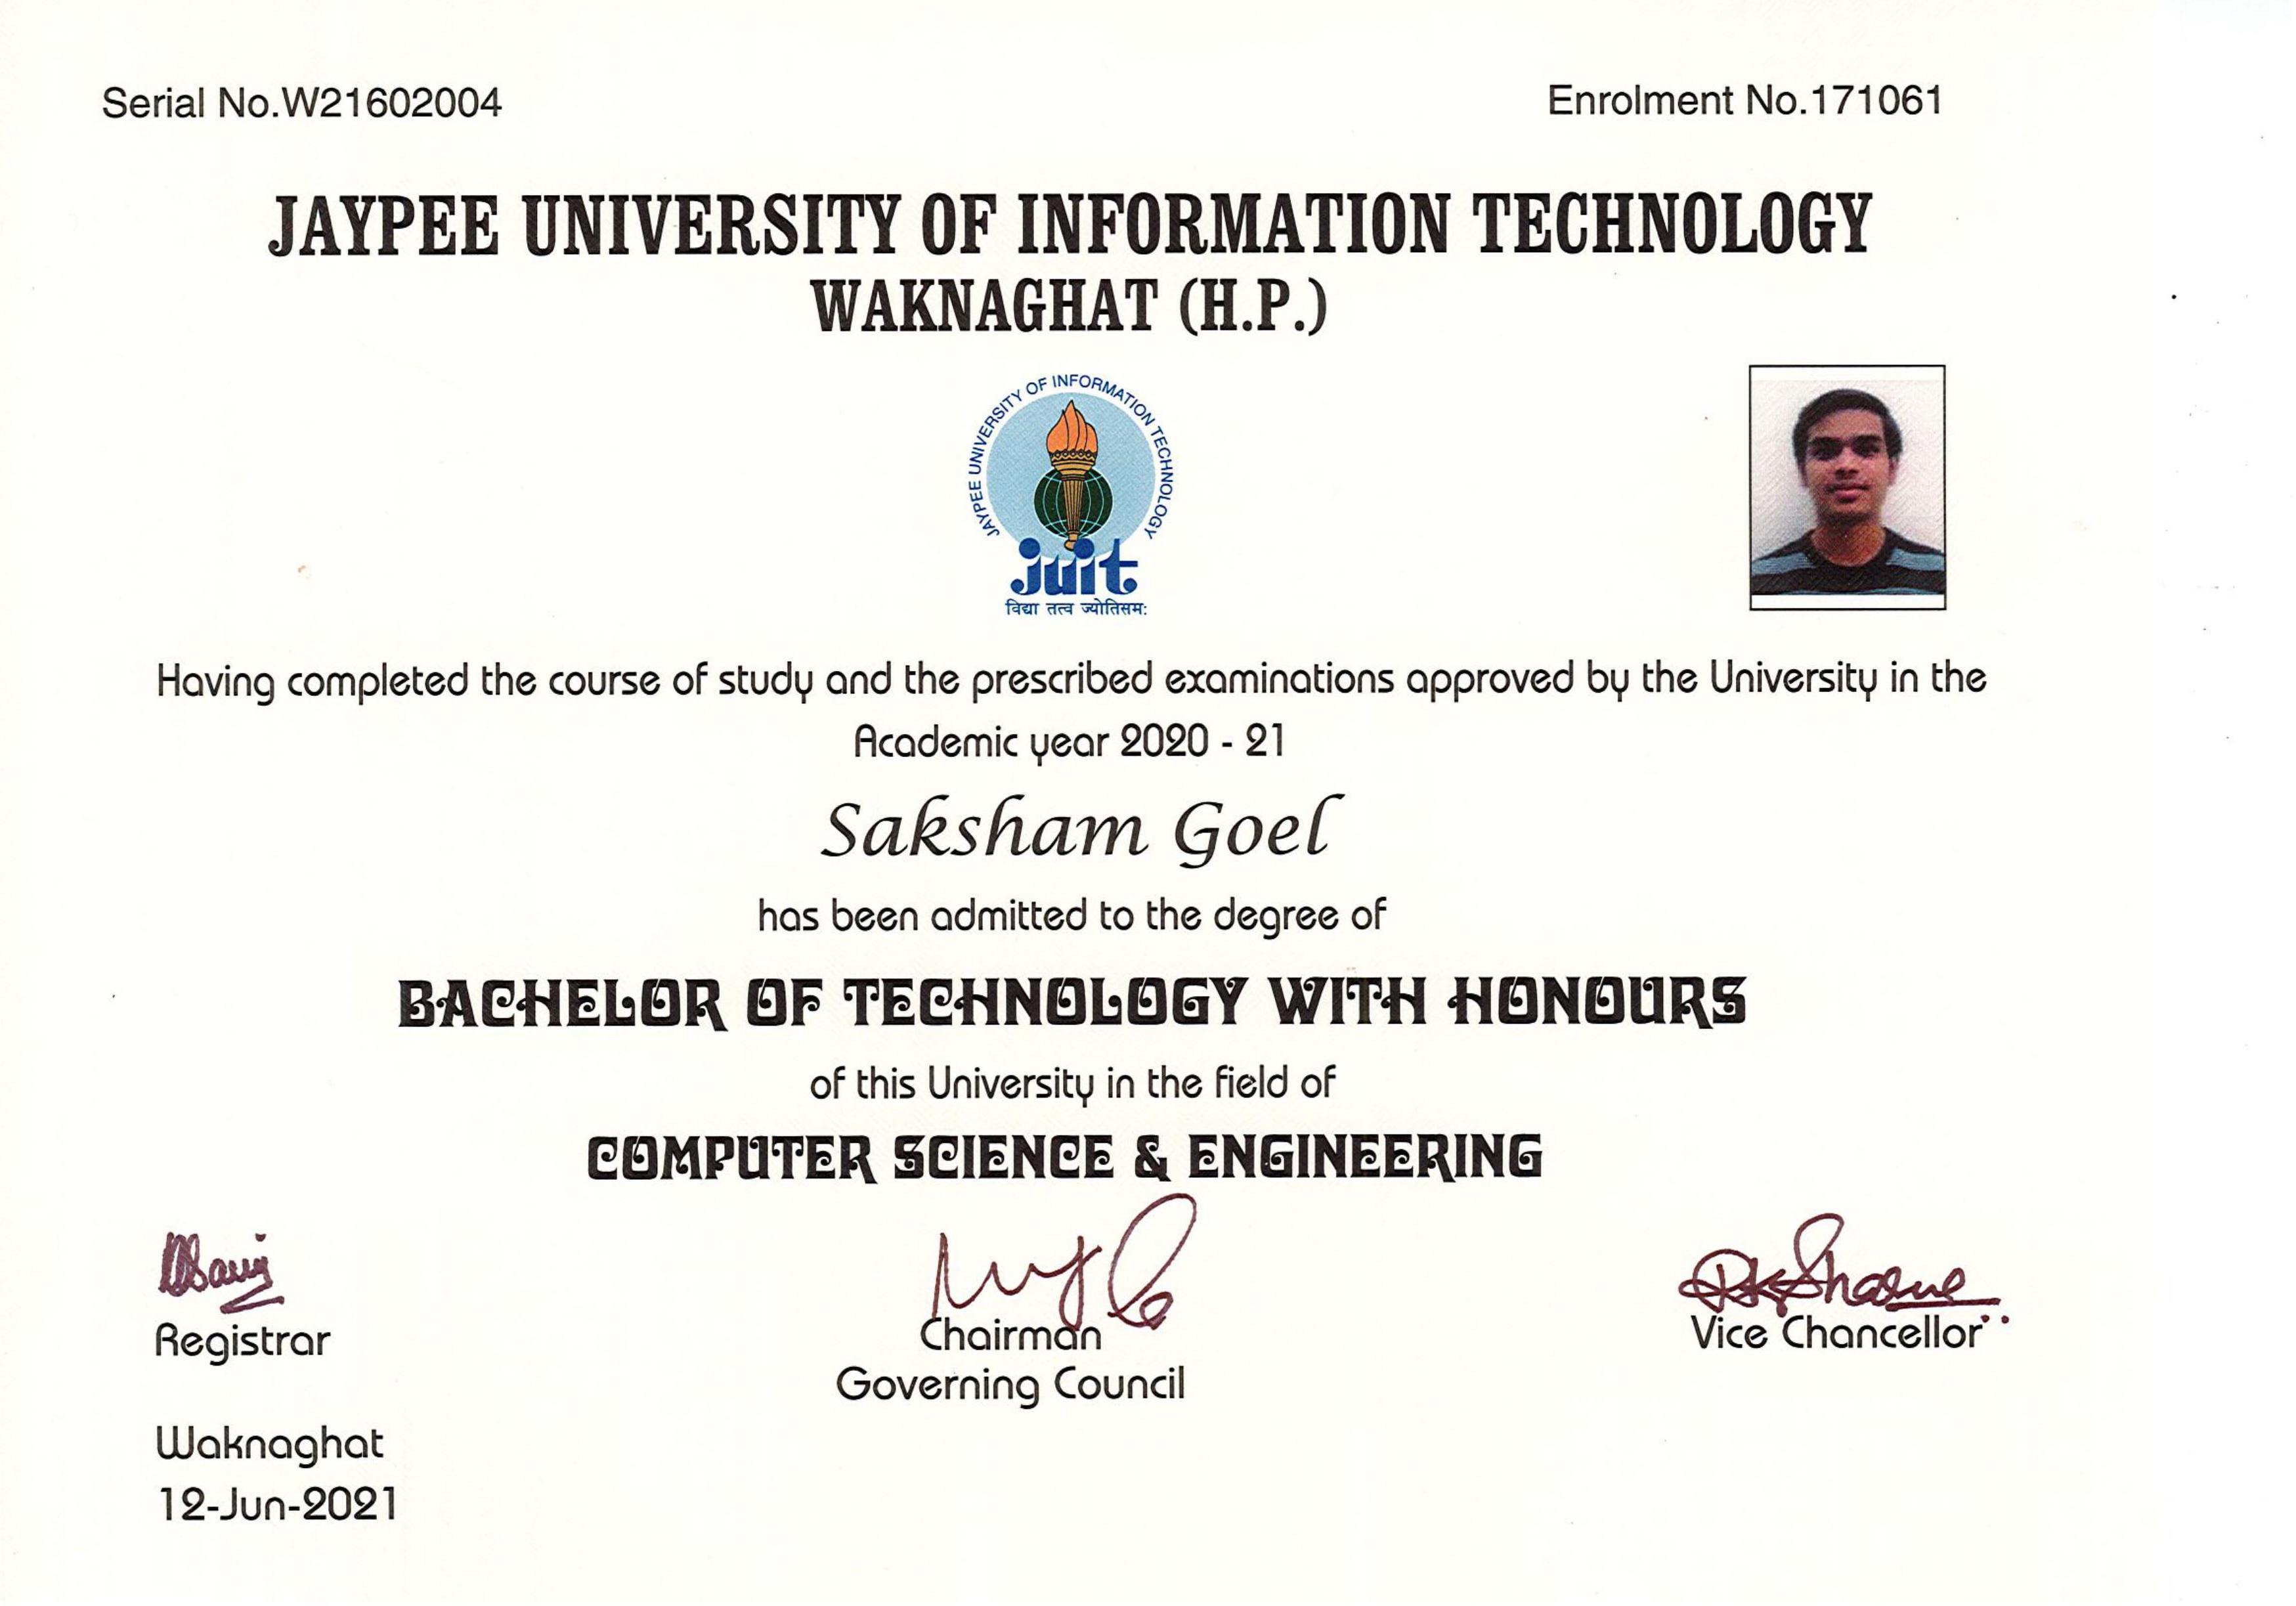 Serial No.W21602004
Enrolment No.171061
JAYPEE UNIVERSITY OF INFORMATION TECHNOLOGY
WAKNAGHAT (H.P.)
JAYPEE UNIVERSITY OF INFORMATION TECHNOLOGY
juit
विद्या तत्व ज्योतिसम:
Having completed the course of study and the prescribed examinations approved by the University in the
Academic year 2020 - 21
Saksham Goel
has been admitted to the degree of
BACHELOR OF TECHNOLOGY WITH HONOURS
of this University in the field of
COMPUTER SCIENCE & ENGINEERING
Registrar
Chairman
Governing Council
Vice Chancellor
Waknaghat
12-Jun-2021